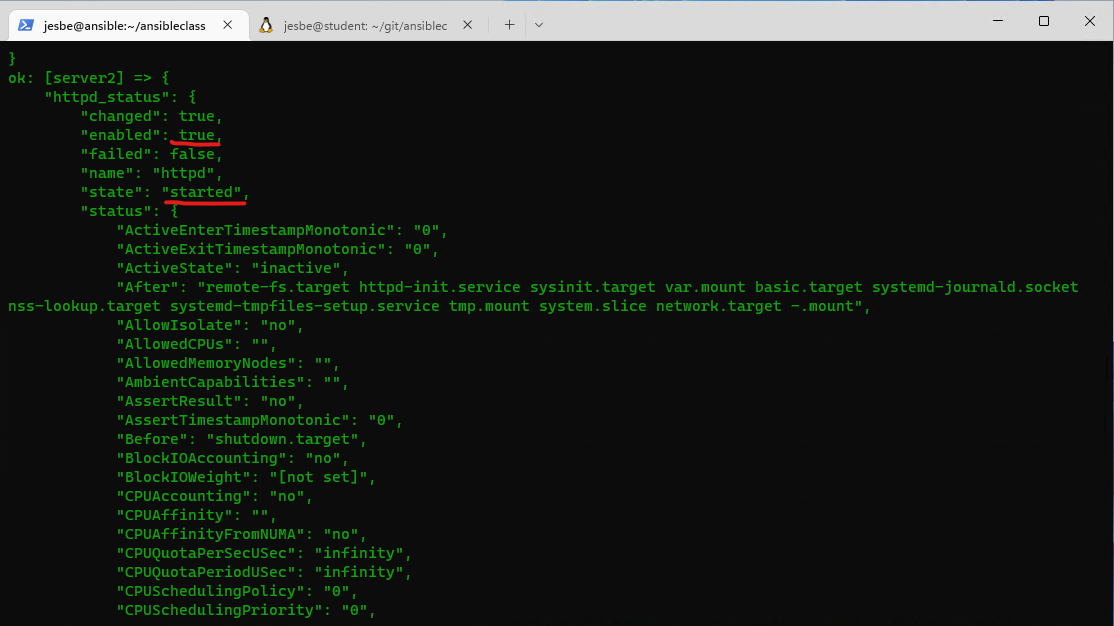 jesbe@ansible:~/ansibleclass
jesbe@student: ~/git/ansiblec
}
ok: [server2] => {
    "httpd_status": {
        "changed": true,
        "enabled": true,
        "failed": false,
        "name": "httpd",
        "state": "started",
        "status": {
            "ActiveEnterTimestampMonotonic": "0",
            "ActiveExitTimestampMonotonic": "0",
            "ActiveState": "inactive",
            "After": "remote-fs.target httpd-init.service sysinit.target var.mount basic.target systemd-journald.socket
nss-lookup.target systemd-tmpfiles-setup.service tmp.mount system.slice network.target -.mount",
            "AllowIsolate": "no",
            "AllowedCPUs": "",
            "AllowedMemoryNodes": "",
            "AmbientCapabilities": "",
            "AssertResult": "no",
            "AssertTimestampMonotonic": "0",
            "Before": "shutdown.target",
            "BlockIOAccounting": "no",
            "BlockIOWeight": "[not set]",
            "CPUAccounting": "no",
            "CPUAffinity": "",
            "CPUAffinityFromNUMA": "no",
            "CPUQuotaPerSecUSec": "infinity",
            "CPUQuotaPeriodUSec": "infinity",
            "CPUSchedulingPolicy": "0",
            "CPUSchedulingPriority": "0",